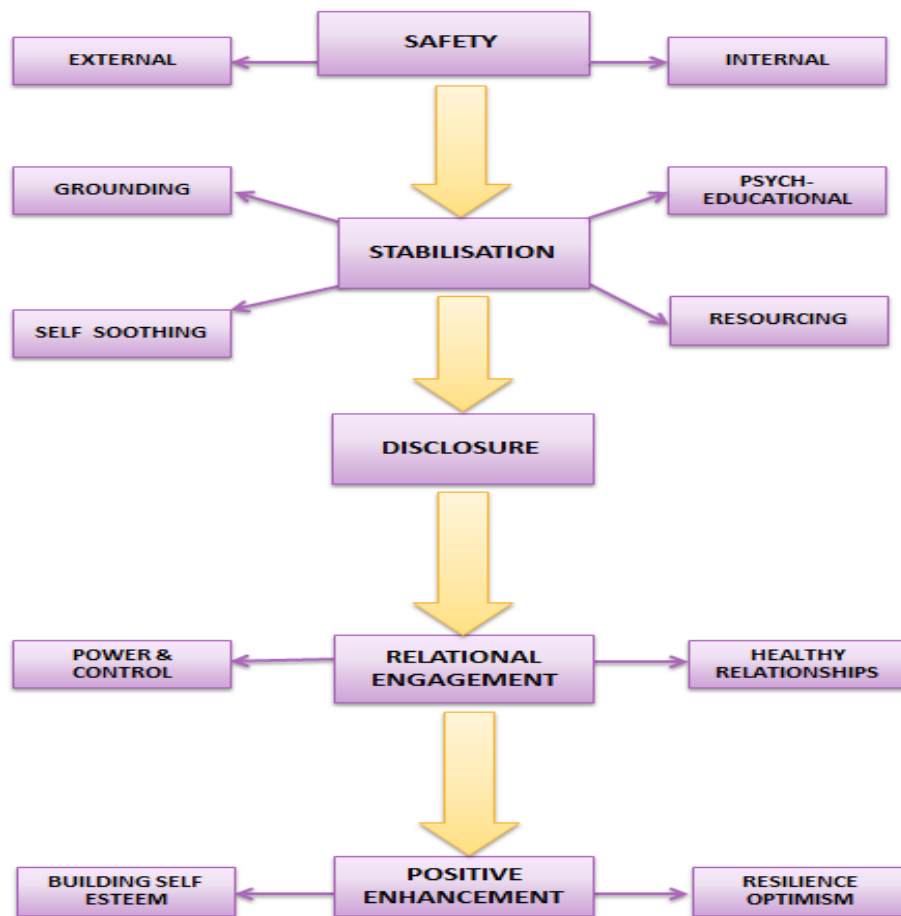 SAFETY
EXTERNAL
INTERNAL
GROUNDING
PSYCH-
EDUCATIONAL
STABILISATION
SELF SOOTHING
RESOURCING
DISCLOSURE
POWER &
CONTROL
RELATIONAL
ENGAGEMENT
HEALTHY
RELATIONSHIPS
BUILDING SELF
ESTEEM
POSITIVE
ENHANCEMENT
RESILIENCE
OPTIMISM